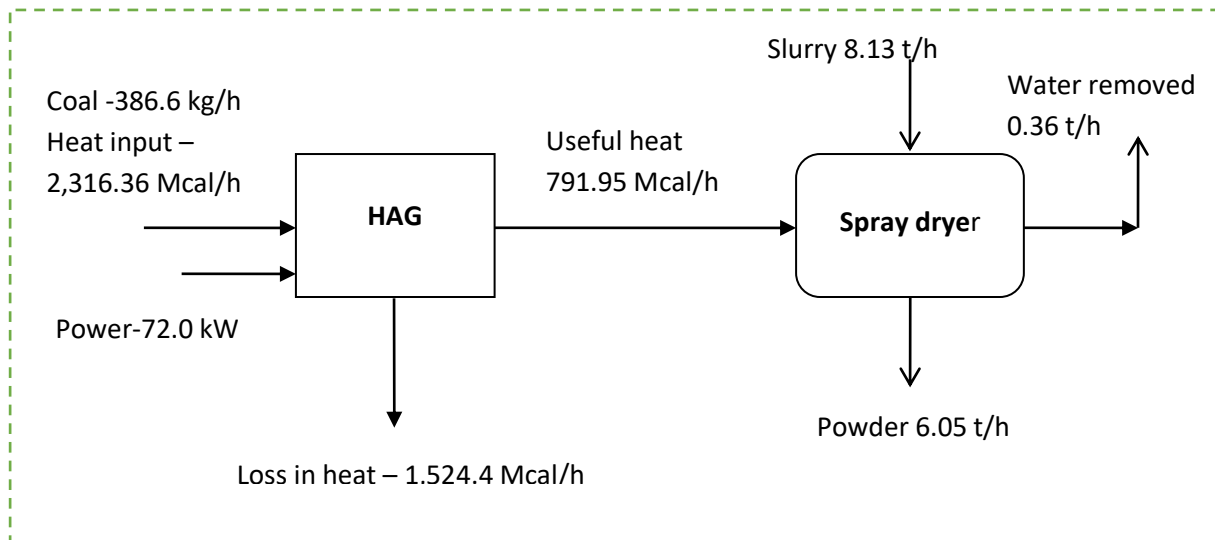 Slurry 8.13 t/h
Water removed
0.36 t/h
Coal -386.6 kg/h
Heat input –
2,316.36 Mcal/h
Useful heat
791.95 Mcal/h
HAG
Spray dryer
Power-72.0 kW
Powder 6.05 t/h
Loss in heat – 1.524.4 Mcal/h